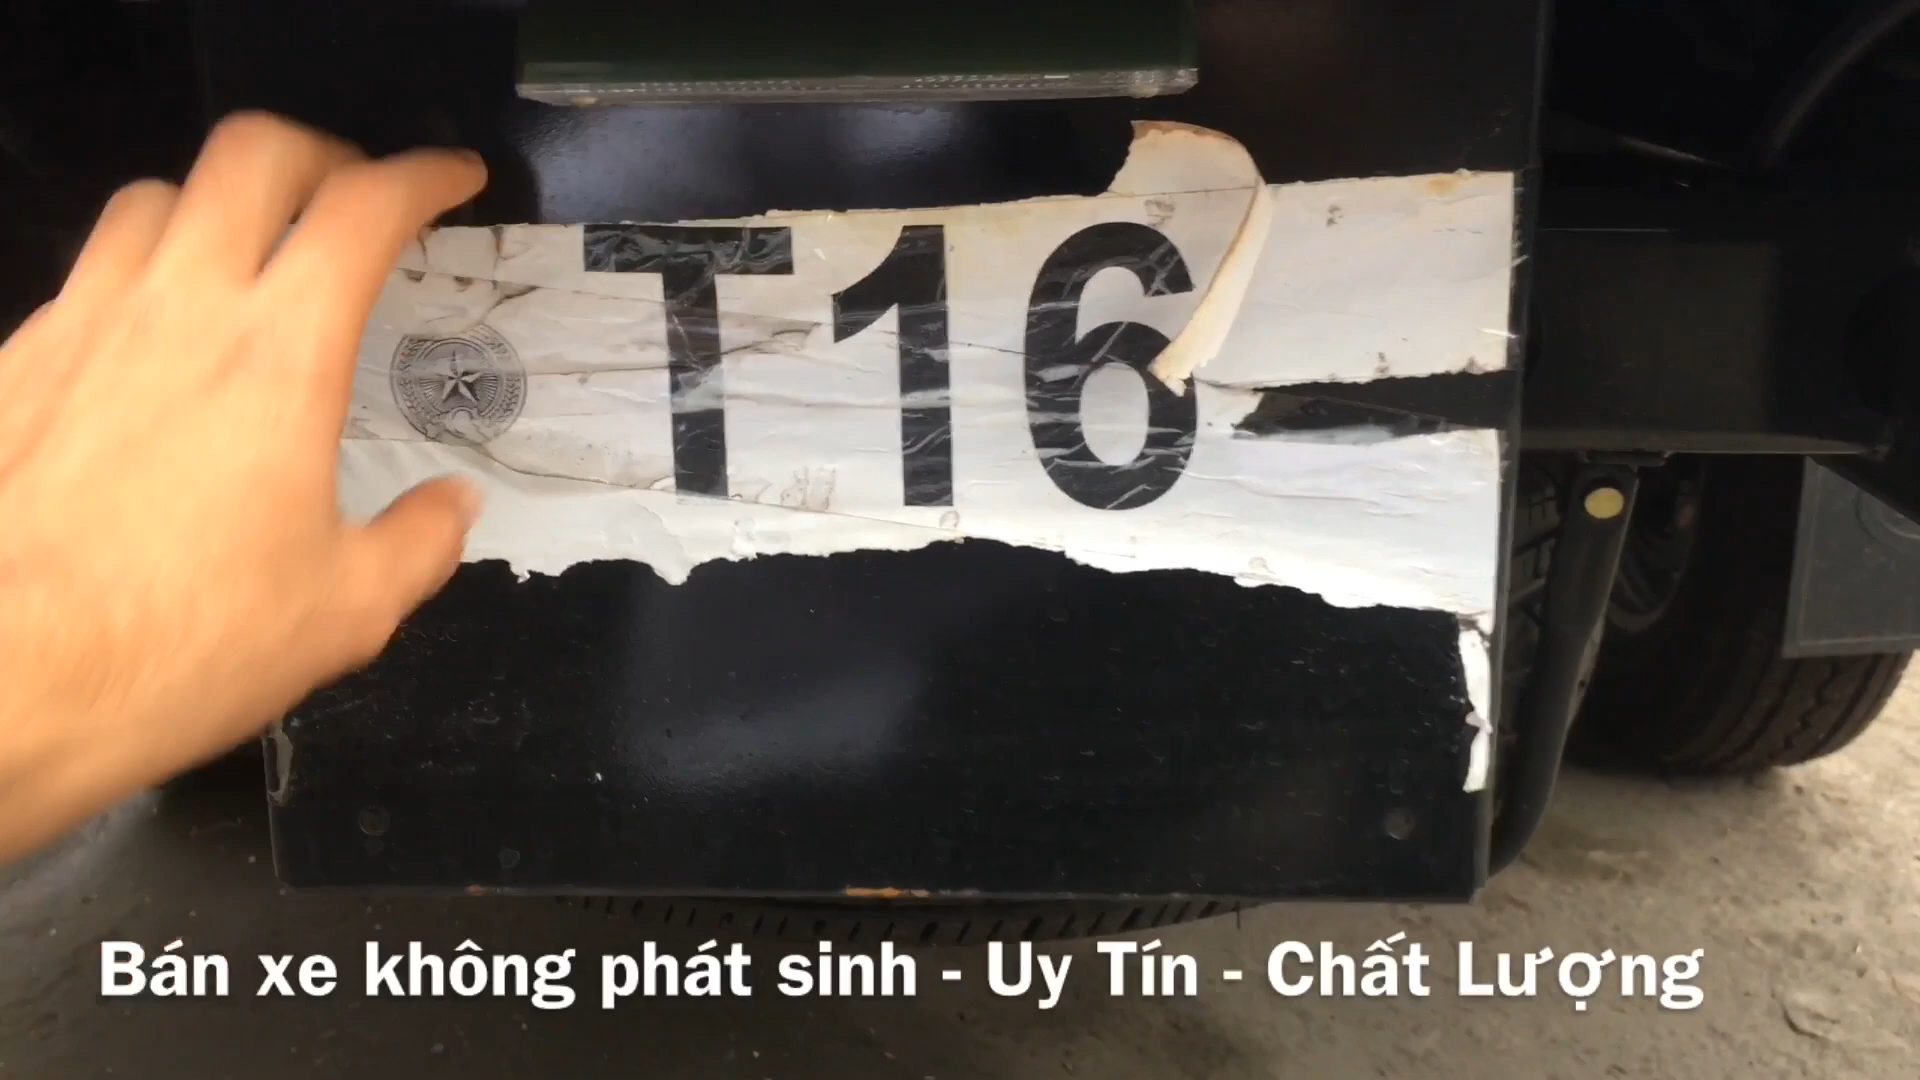 T16
Bán xe không phát sinh - Uy Tín - Chất Lượng